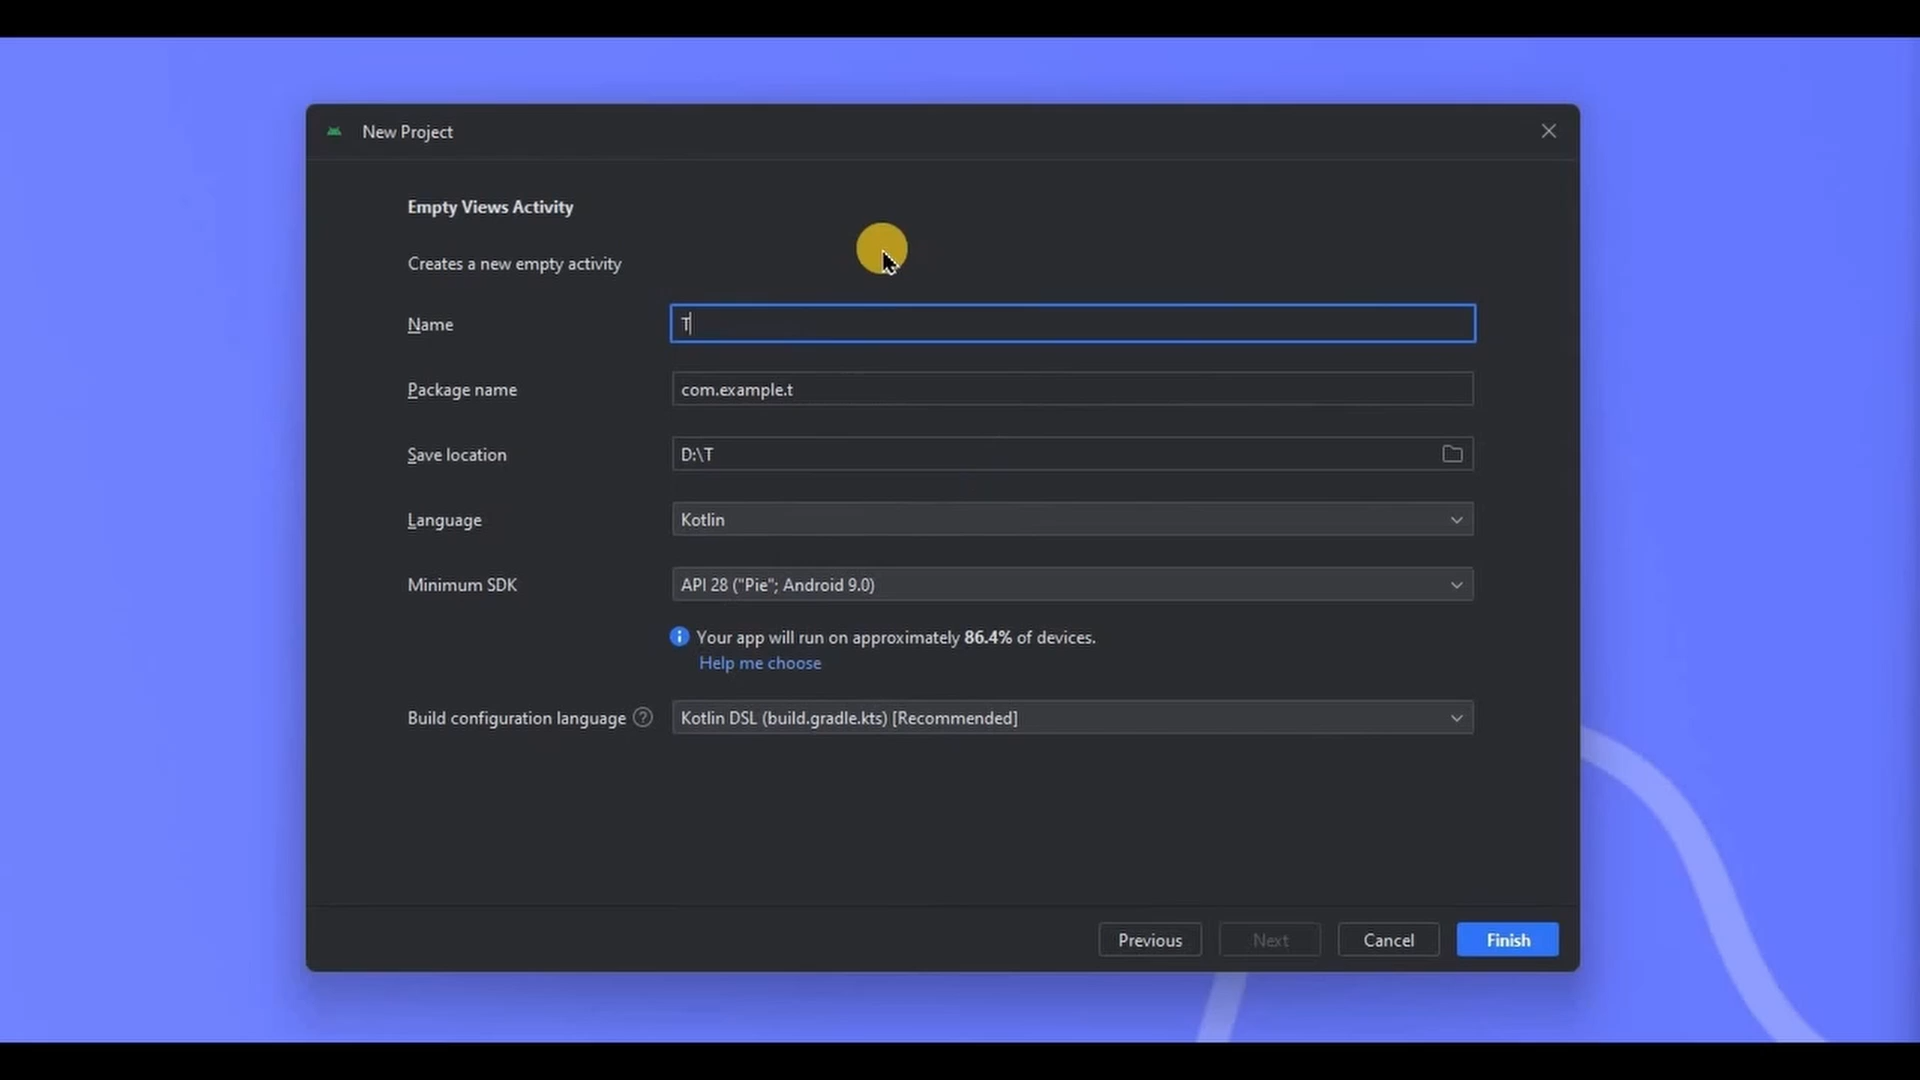 New Project
Empty Views Activity
Creates a new empty activity
Name T
Package name com.example.t
Save location D:\T
Language Kotlin
Minimum SDK API 28 ("Pie"; Android 9.0)
Your app will run on approximately 86.4% of devices.
Help me choose
Build configuration language ? Kotlin DSL (build.gradle.kts) [Recommended]
Previous Next Cancel Finish